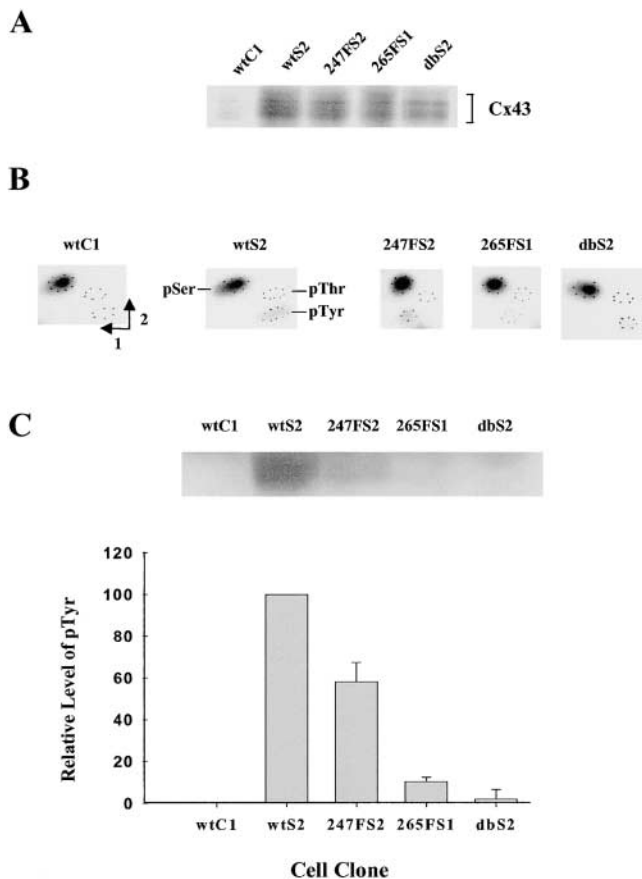 A
wtC1 wtS2 247FS2 265FS1 dbS2
Cx43
B
wtC1 wtS2 247FS2 265FS1 dbS2
pSer pThr
pTyr
2
1
C
wtC1 wtS2 247FS2 265FS1 dbS2
120
100
80
60
40
20
0
Relative Level of pTyr
wtC1 wtS2 247FS2 265FS1 dbS2
Cell Clone